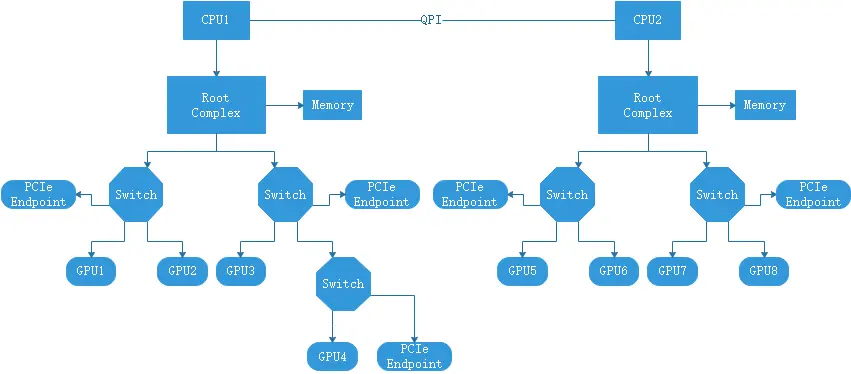 CPU1
QPI
CPU2
Root
Complex
Memory
Root
Complex
Memory
PCIe
Endpoint
Switch
Switch
PCIe
Endpoint
PCIe
Endpoint
Switch
Switch
PCIe
Endpoint
GPU1
GPU2
GPU3
Switch
GPU5
GPU6
GPU7
GPU8
GPU4
PCIe
Endpoint